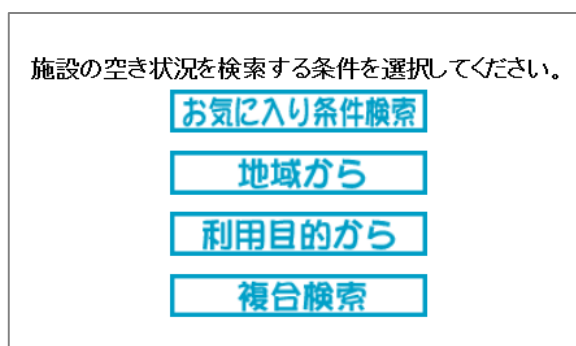 施設の空き状況を検索する条件を選択してください。
お気に入り条件検索
地域から
利用目的から
複合検索